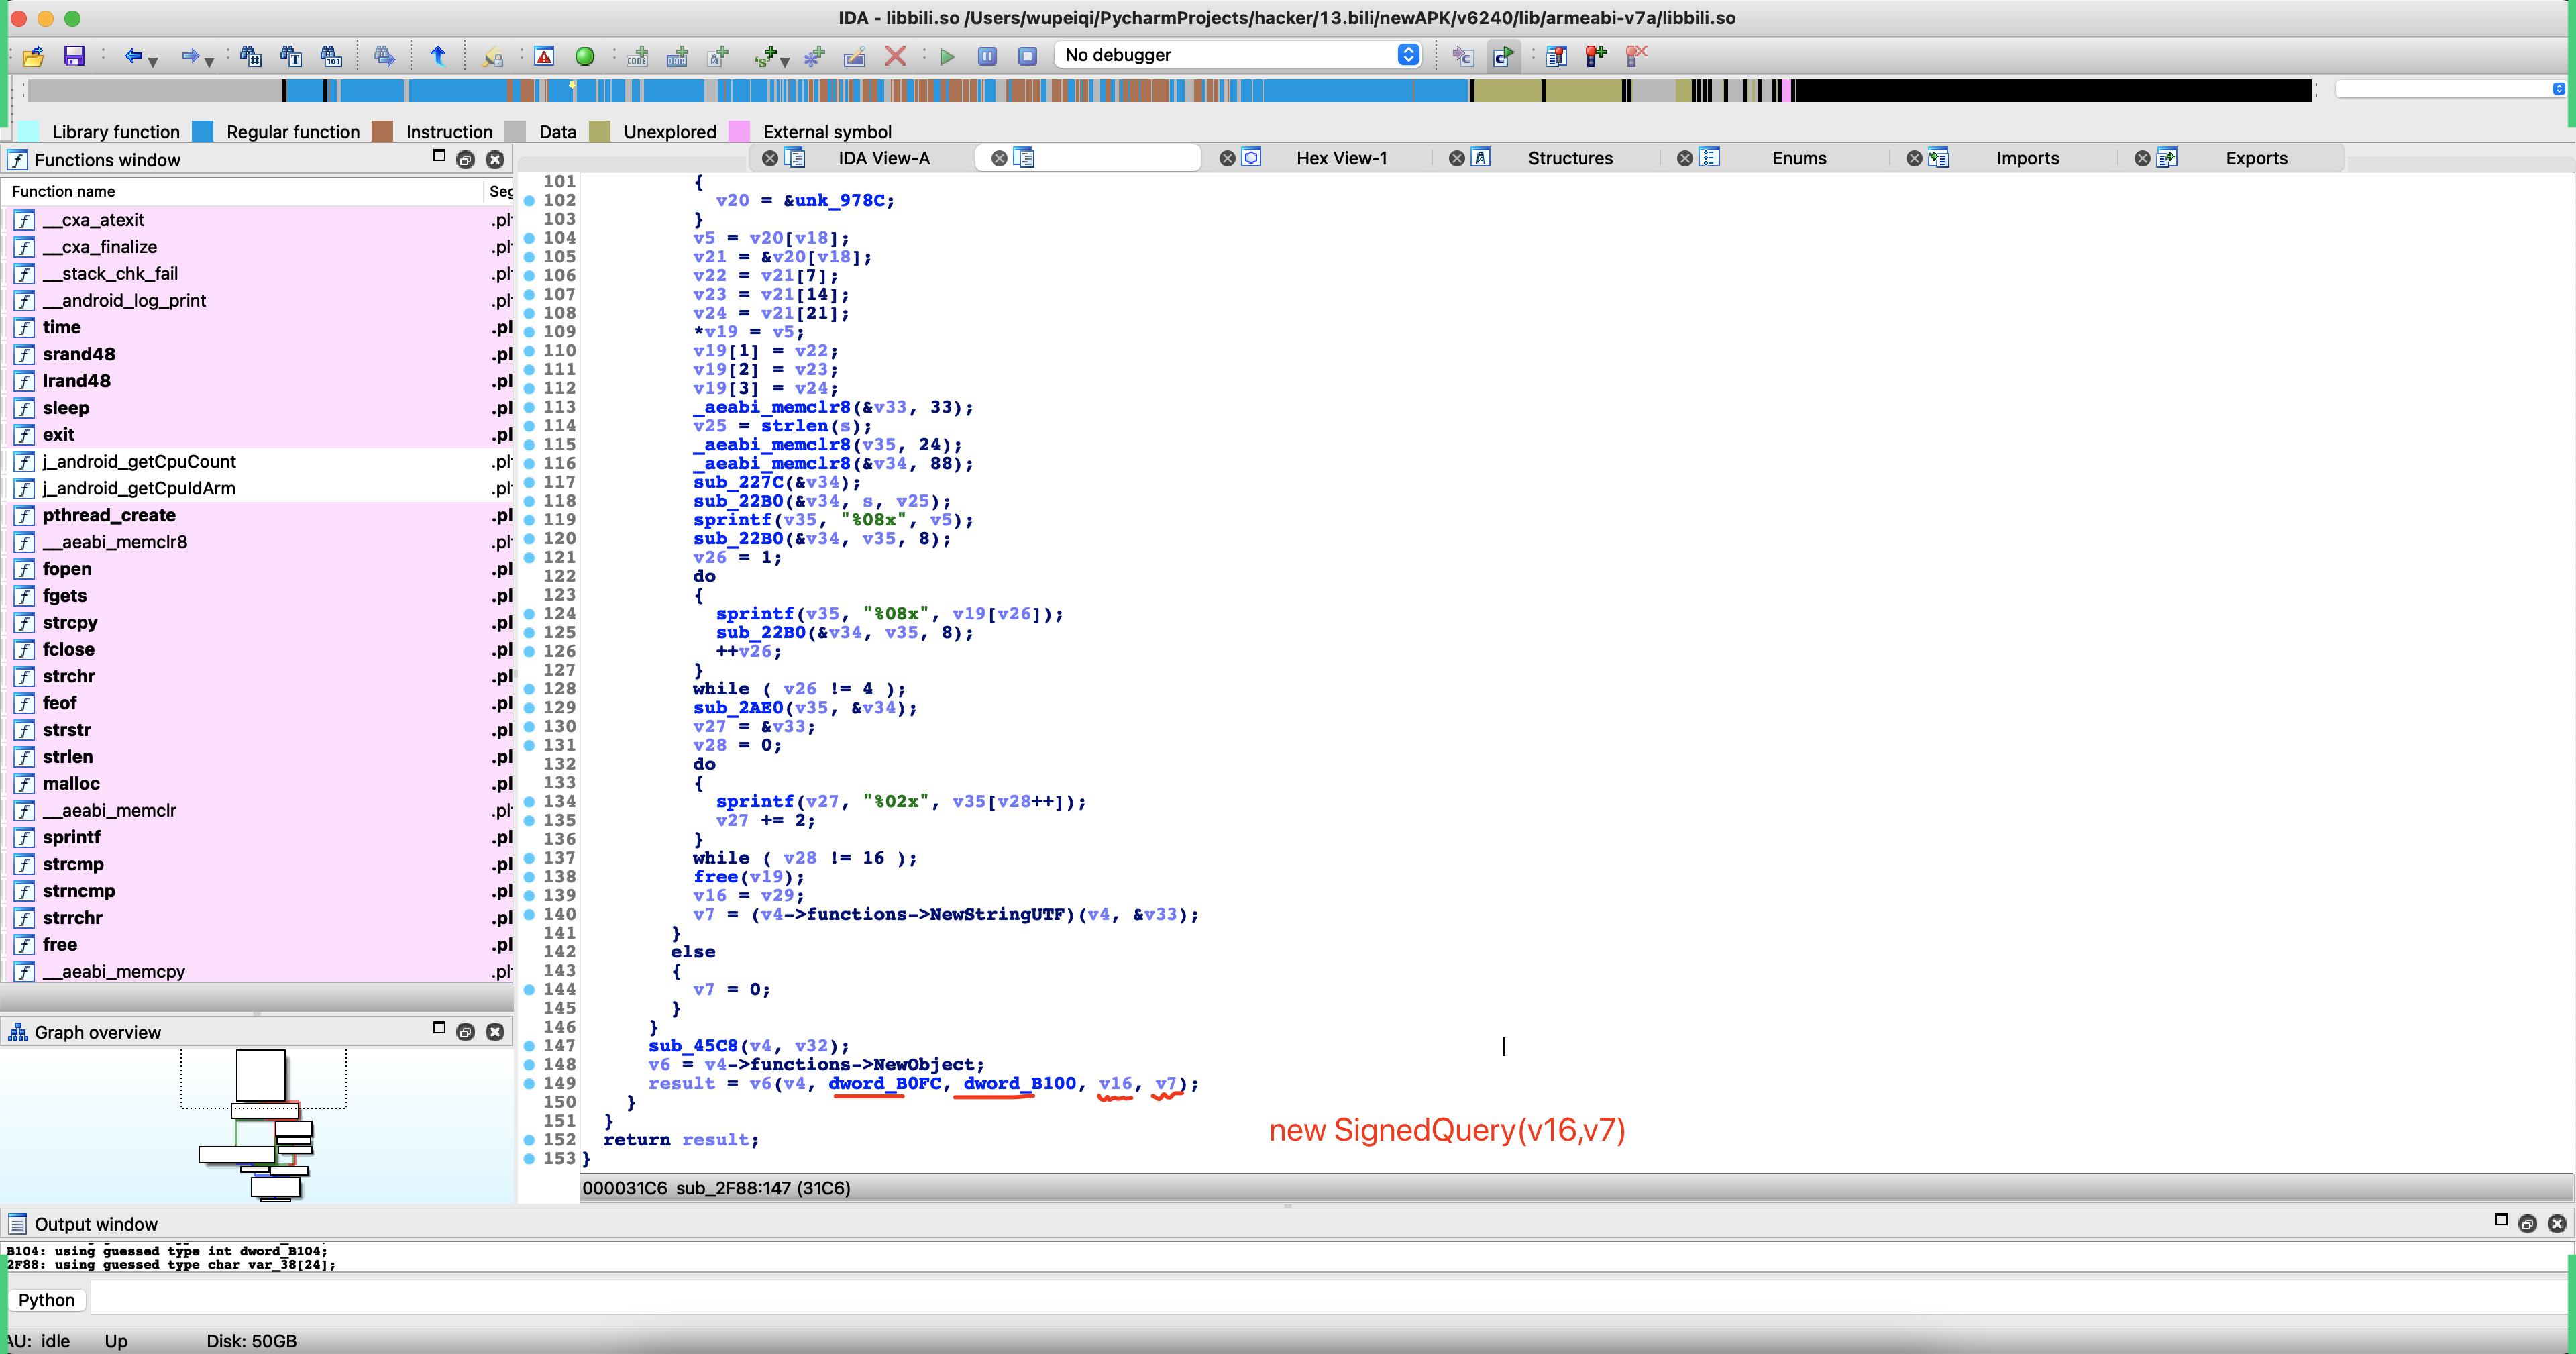 IDA - libbili.so /Users/wupeiqi/PycharmProjects/hacker/13.bili/newAPK/v6240/lib/armeabi-v7a/libbili.so
No debugger
Library function Regular function Instruction Data Unexplored External symbol
Functions window
IDA View-A Hex View-1 Structures Enums Imports Exports
Function name Seg
__cxa_atexit .pl
__cxa_finalize .pl
__stack_chk_fail .pl
__android_log_print .pl
time .pl
srand48 .pl
lrand48 .pl
sleep .pl
exit .pl
j_android_getCpuCount .pl
j_android_getCpuIdArm .pl
pthread_create .pl
__aeabi_memclr8 .pl
fopen .pl
fgets .pl
strcpy .pl
fclose .pl
strchr .pl
feof .pl
strstr .pl
strlen .pl
malloc .pl
__aeabi_memclr .pl
sprintf .pl
strcmp .pl
strncmp .pl
strrchr .pl
free .pl
__aeabi_memcpy .pl
Graph overview
101 {
102 v20 = &unk_978C;
103 }
104 v5 = v20[v18];
105 v21 = &v20[v18];
106 v22 = v21[7];
107 v23 = v21[14];
108 v24 = v21[21];
109 *v19 = v5;
110 v19[1] = v22;
111 v19[2] = v23;
112 v19[3] = v24;
113 _aeabi_memclr8(&v33, 33);
114 v25 = strlen(s);
115 _aeabi_memclr8(v35, 24);
116 _aeabi_memclr8(&v34, 88);
117 sub_227C(&v34);
118 sub_22B0(&v34, s, v25);
119 sprintf(v35, "%08x", v5);
120 sub_22B0(&v34, v35, 8);
121 v26 = 1;
122 do
123 {
124 sprintf(v35, "%08x", v19[v26]);
125 sub_22B0(&v34, v35, 8);
126 ++v26;
127 }
128 while ( v26 != 4 );
129 sub_2AE0(v35, &v34);
130 v27 = &v33;
131 v28 = 0;
132 do
133 {
134 sprintf(v27, "%02x", v35[v28++]);
135 v27 += 2;
136 }
137 while ( v28 != 16 );
138 free(v19);
139 v16 = v29;
140 v7 = (v4->functions->NewStringUTF)(v4, &v33);
141 }
142 else
143 {
144 v7 = 0;
145 }
146 }
147 sub_45C8(v4, v32);
148 v6 = v4->functions->NewObject;
149 result = v6(v4, dword_B0FC, dword_B100, v16, v7);
150 }
151 }
152 return result;
153 }
new SignedQuery(v16,v7)
000031C6 sub_2F88:147 (31C6)
Output window
B104: using guessed type int dword_B104;
2F88: using guessed type char var_38[24];
Python
AU: idle Up Disk: 50GB